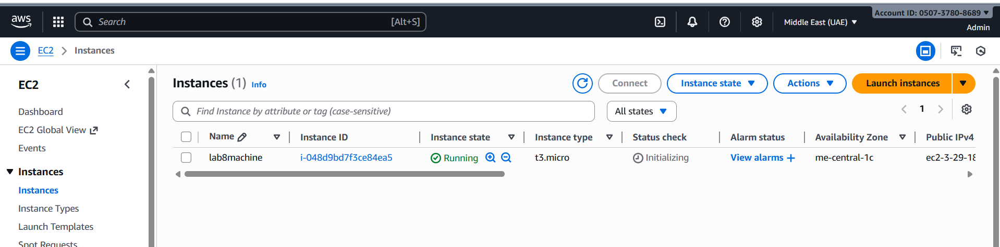 aws
Search [Alt+S]
Middle East (UAE)
Account ID: 0507-3780-8689
Admin
EC2 Instances
EC2
Dashboard
EC2 Global View
Events
Instances
Instances
Instance Types
Launch Templates
Spot Requests
Instances (1) Info
Connect
Instance state
Actions
Launch instances
Find Instance by attribute or tag (case-sensitive)
All states
1
Name Instance ID Instance state Instance type Status check Alarm status Availability Zone Public IPv4
lab8machine i-048d9bd7f3ce84ea5 Running t3.micro Initializing View alarms + me-central-1c ec2-3-29-18